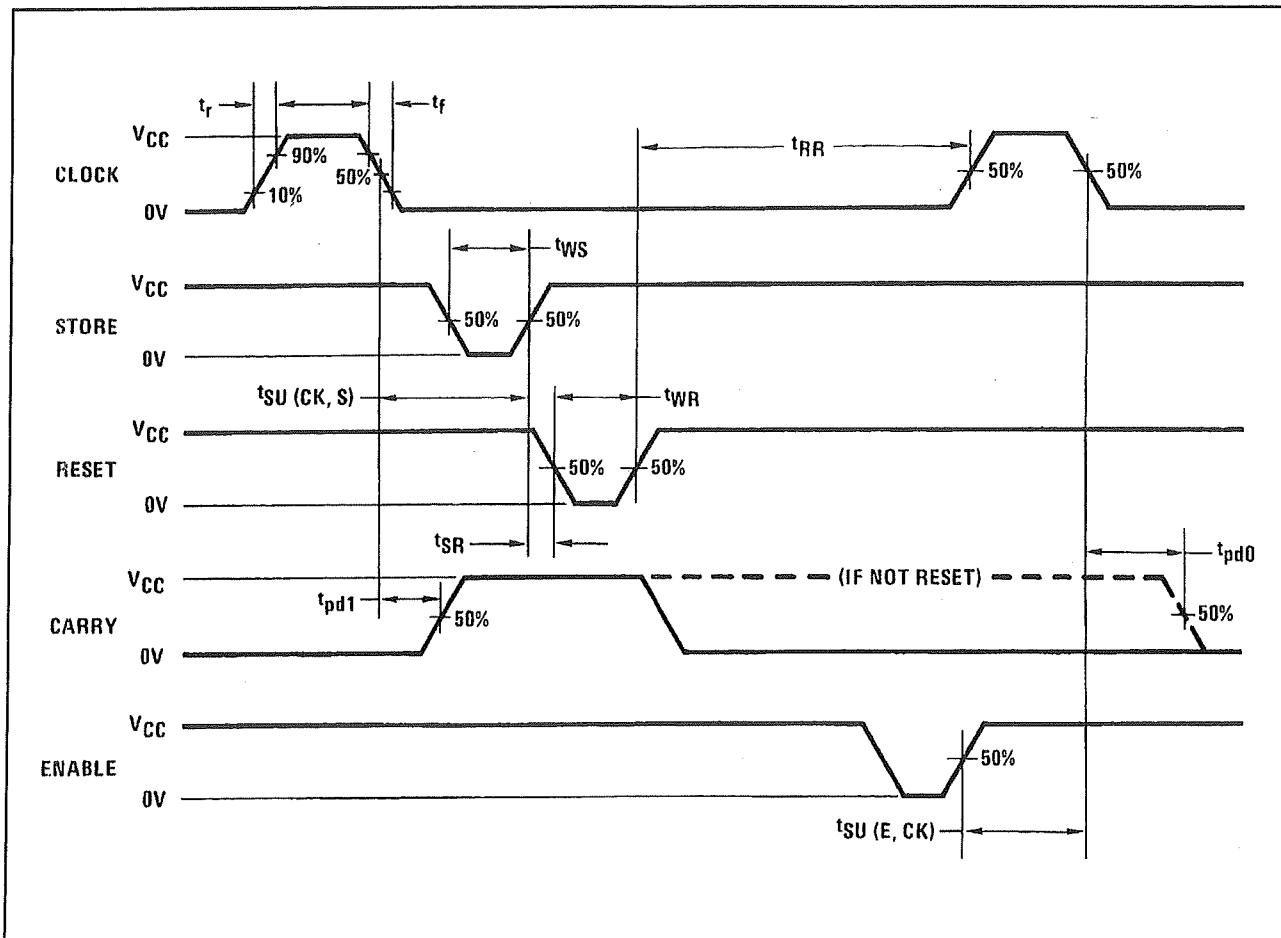 tr
tf
VCC
90%
CLOCK
50%
10%
0V
tRR
50%
50%
tWS
VCC
50%
50%
STORE
0V
tSU (CK, S)
tWR
VCC
50%
50%
RESET
0V
tSR
tpd0
VCC
(IF NOT RESET)
tpd1
50%
50%
CARRY
0V
VCC
50%
ENABLE
0V
tSU (E, CK)